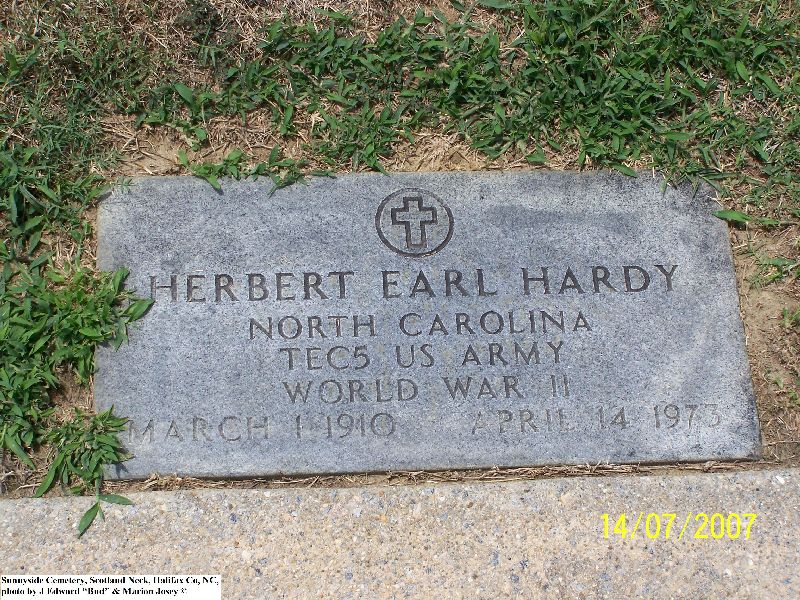 HERBERT EARL HARDY
NORTH CAROLINA
TEC5 US ARMY
WORLD WAR II
MARCH 1 1910 APRIL 14 1973
14/07/2007
Sunnyside Cemetery, Scotland Neck, Halifax Co, NC,
photo by J Edward "Bud" & Marion Josey ©